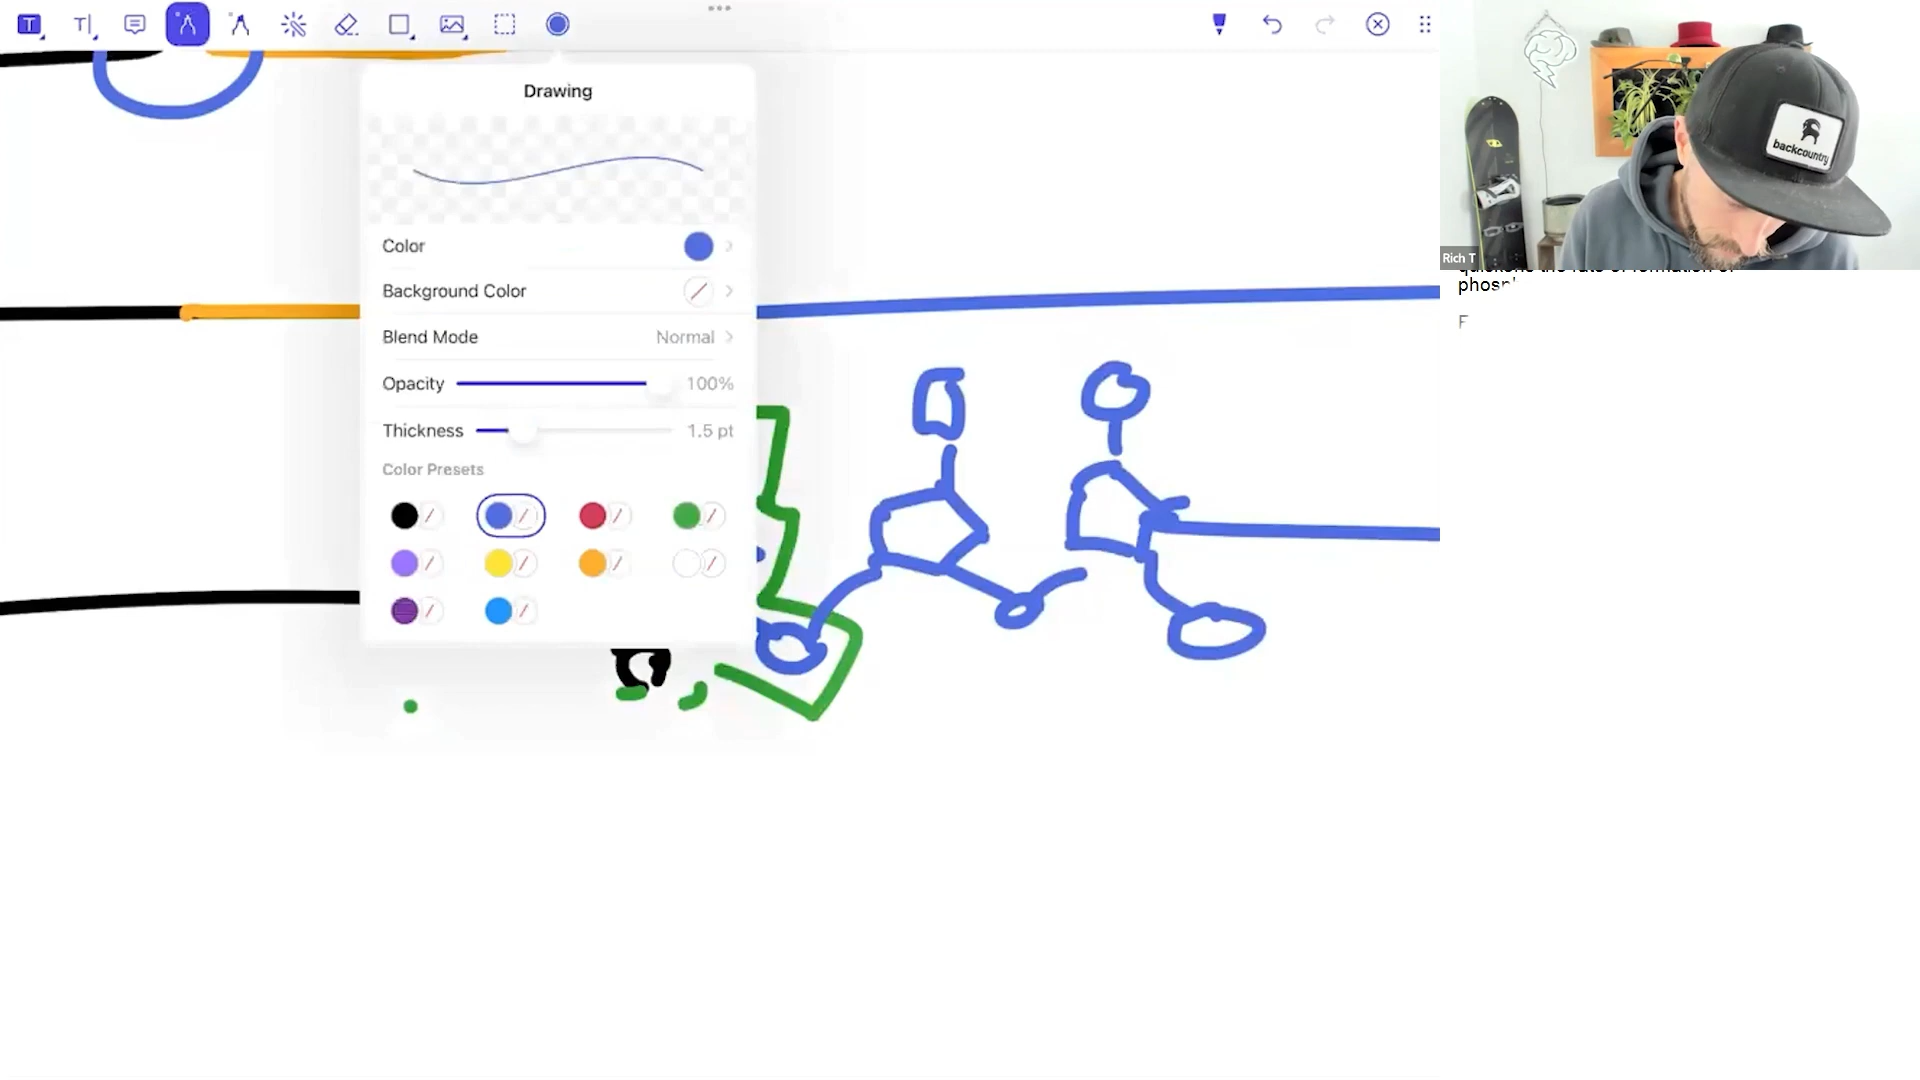 T
T
Drawing
Color
Background Color
Blend Mode Normal
Opacity 100%
Thickness 1.5 pt
Color Presets
backcountry
Rich T
F